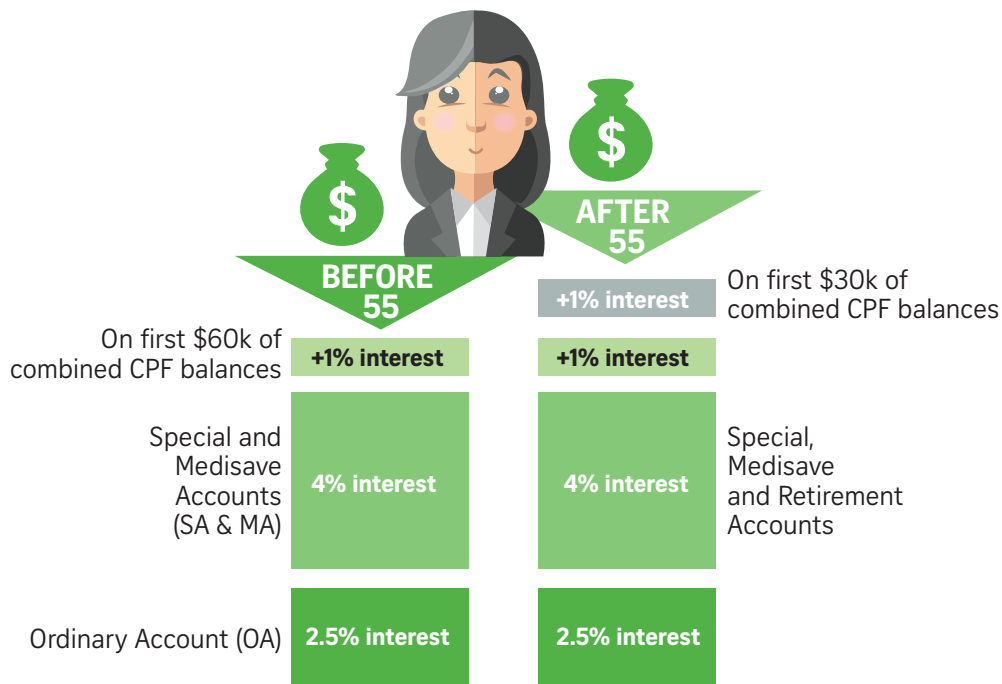 $
$
AFTER
55
BEFORE
55
+1% interest
On first $30k of
combined CPF balances
On first $60k of
combined CPF balances
+1% interest
+1% interest
Special and
Medisave
Accounts
(SA & MA)
4% interest
4% interest
Special,
Medisave
and Retirement
Accounts
Ordinary Account (OA)
2.5% interest
2.5% interest